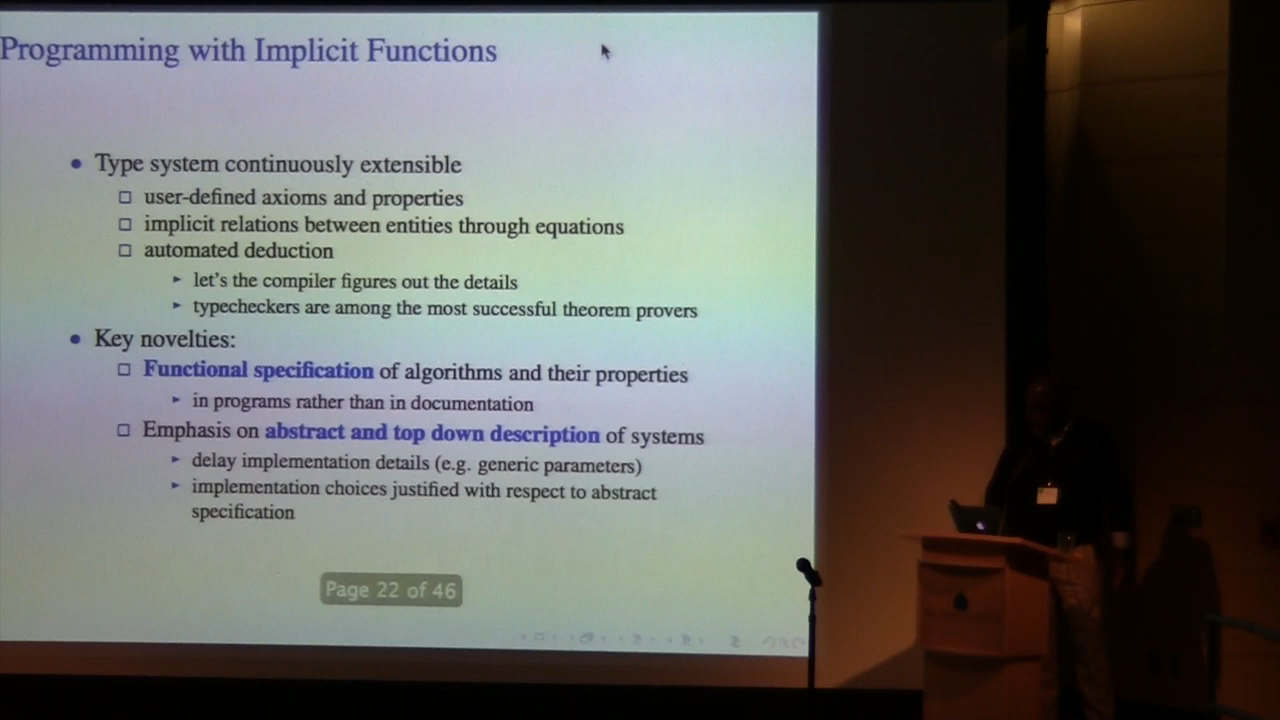 Programming with Implicit Functions
• Type system continuously extensible
□ user-defined axioms and properties
□ implicit relations between entities through equations
□ automated deduction
► let's the compiler figures out the details
► typecheckers are among the most successful theorem provers
• Key novelties:
□ Functional specification of algorithms and their properties
► in programs rather than in documentation
□ Emphasis on abstract and top down description of systems
► delay implementation details (e.g. generic parameters)
► implementation choices justified with respect to abstract
specification
Page 22 of 46